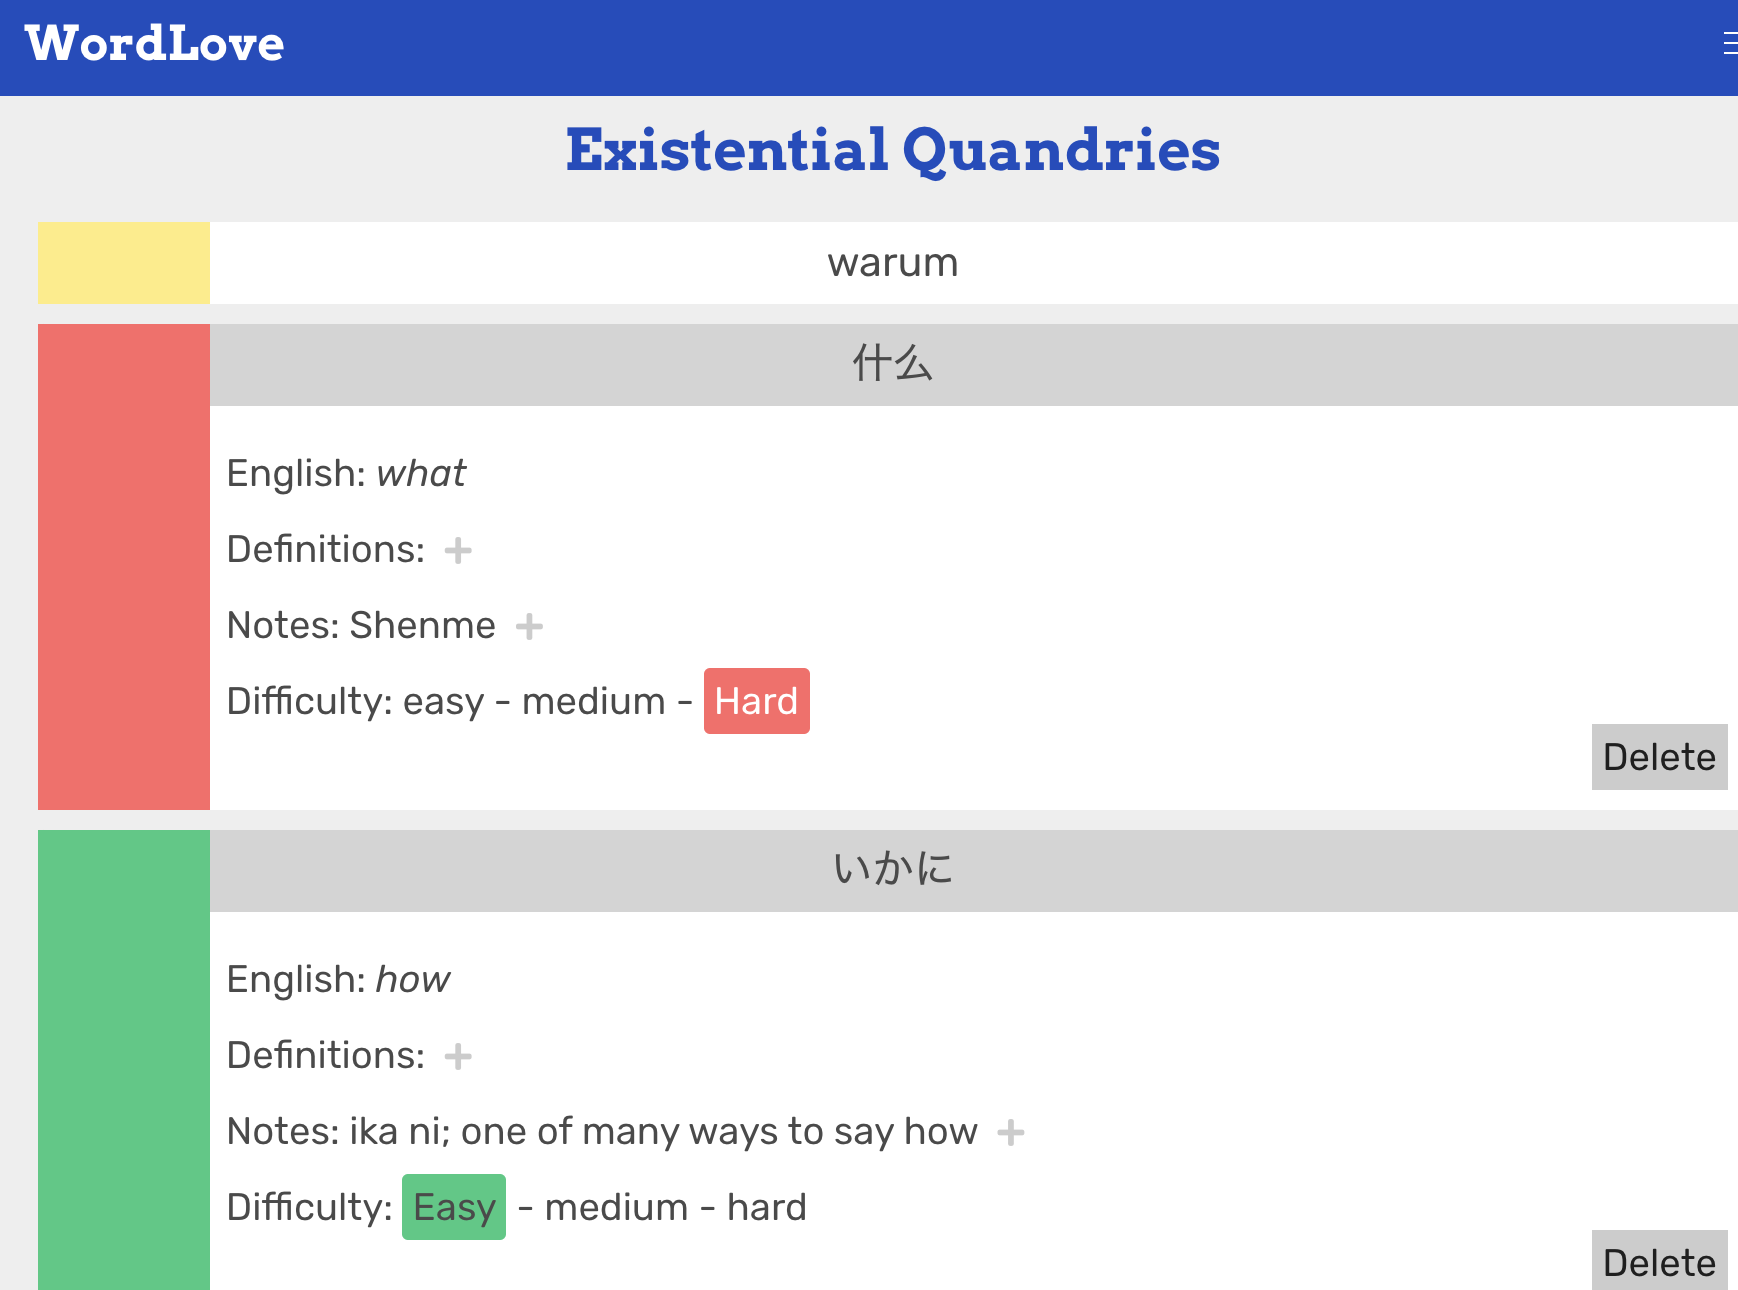 WordLove
Existential Quandries
warum
什么
English: what
Definitions:
Notes: Shenme
Difficulty: easy - medium - Hard
Delete
いかに
English: how
Definitions:
Notes: ika ni; one of many ways to say how
Difficulty: Easy - medium - hard
Delete